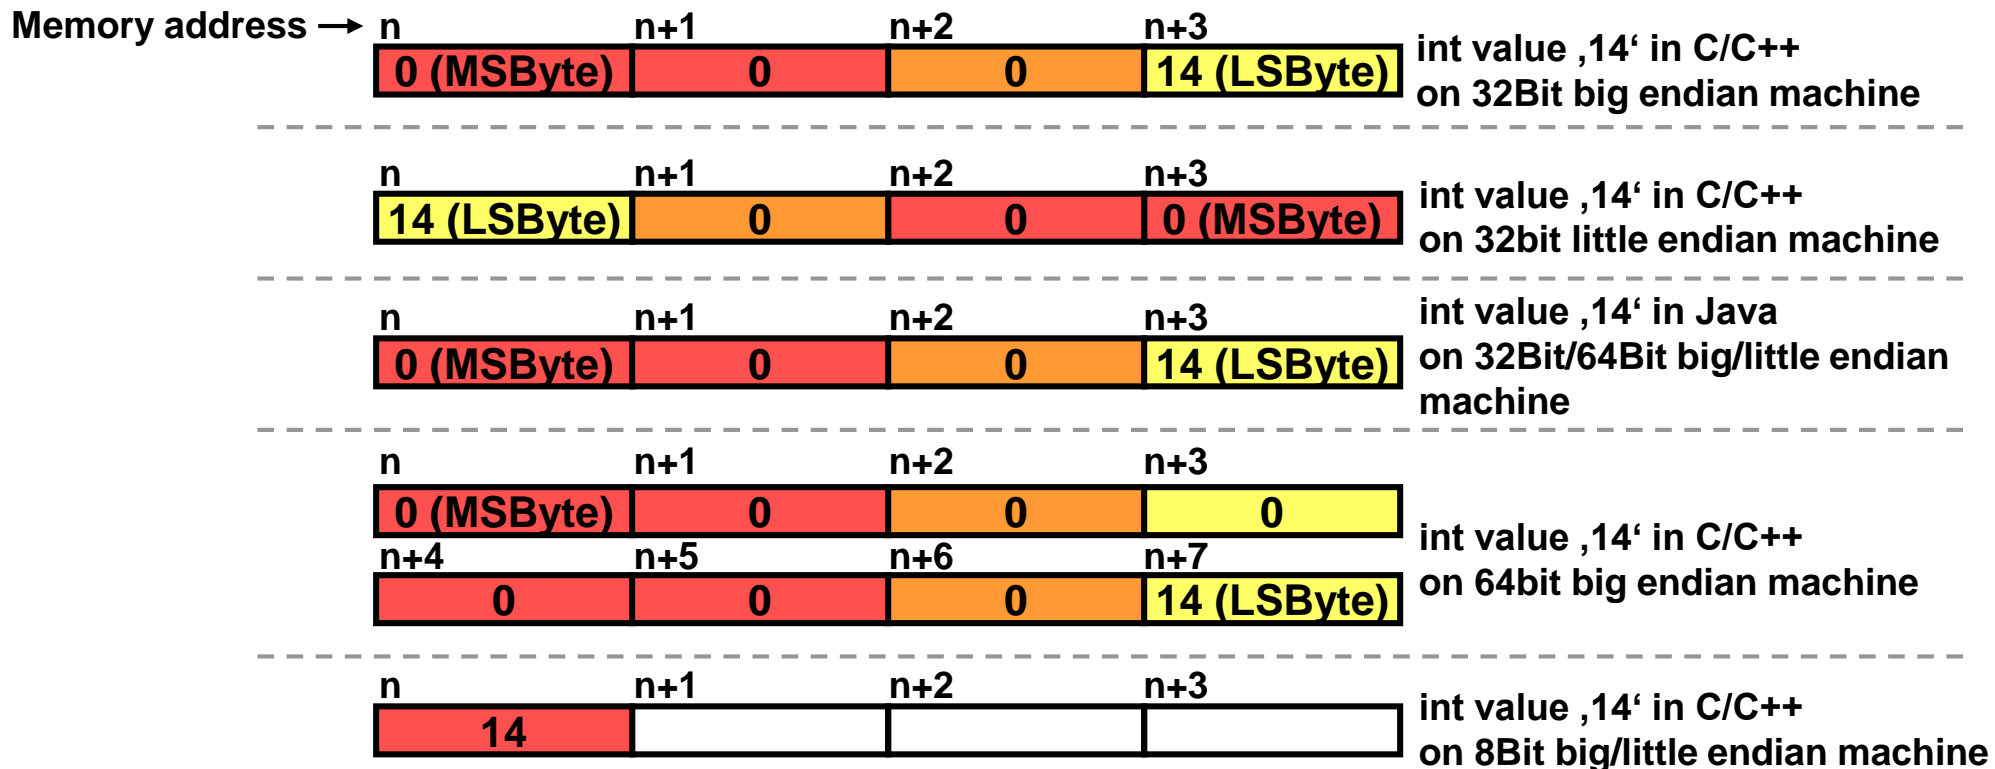 Memory address → n n+1 n+2 n+3
0 (MSByte) 0 0 14 (LSByte)
int value ‚14‘ in C/C++
on 32Bit big endian machine
n n+1 n+2 n+3
14 (LSByte) 0 0 0 (MSByte)
int value ‚14‘ in C/C++
on 32bit little endian machine
n n+1 n+2 n+3
0 (MSByte) 0 0 14 (LSByte)
int value ‚14‘ in Java
on 32Bit/64Bit big/little endian
machine
n n+1 n+2 n+3
0 (MSByte) 0 0 0
n+4 n+5 n+6 n+7
0 0 0 14 (LSByte)
int value ‚14‘ in C/C++
on 64bit big endian machine
n n+1 n+2 n+3
14
int value ‚14‘ in C/C++
on 8Bit big/little endian machine